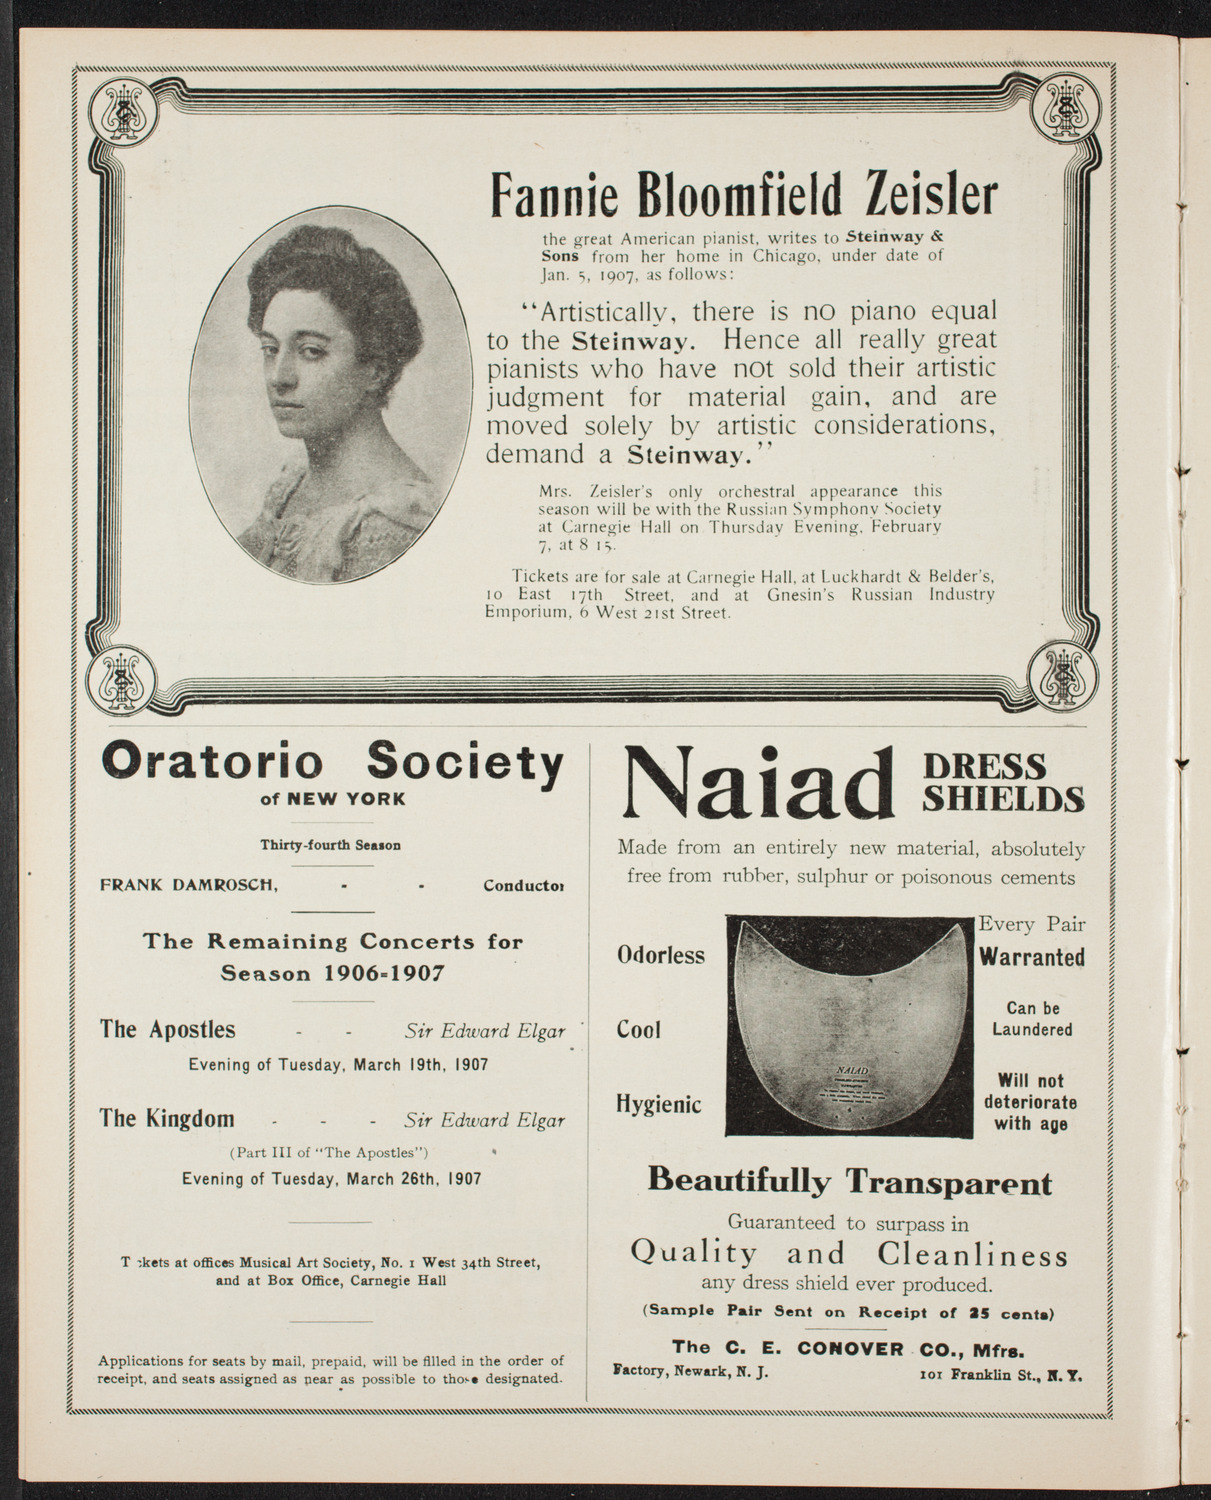 Fannie Bloomfield Zeisler
the great American pianist, writes to Steinway &
Sons from her home in Chicago, under date of
Jan. 5, 1907, as follows:
“Artistically, there is no piano equal
to the Steinway. Hence all really great
pianists who have not sold their artistic
judgment for material gain, and are
moved solely by artistic considerations,
demand a Steinway.”
Mrs. Zeisler's only orchestral appearance this
season will be with the Russian Symphony Society
at Carnegie Hall on Thursday Evening, February
7, at 8 15.
Tickets are for sale at Carnegie Hall, at Luckhardt & Belder's,
10 East 17th Street, and at Gnesin's Russian Industry
Emporium, 6 West 21st Street.
Oratorio Society
of NEW YORK
Thirty-fourth Season
FRANK DAMROSCH, - - Conductor
The Remaining Concerts for
Season 1906=1907
The Apostles - - Sir Edward Elgar
Evening of Tuesday, March 19th, 1907
The Kingdom - - - Sir Edward Elgar
(Part III of “The Apostles”)
Evening of Tuesday, March 26th, 1907
T ckets at offices Musical Art Society, No. 1 West 34th Street,
and at Box Office, Carnegie Hall
Applications for seats by mail, prepaid, will be filled in the order of
receipt, and seats assigned as near as possible to those designated.
Naiad DRESS
SHIELDS
Made from an entirely new material, absolutely
free from rubber, sulphur or poisonous cements
Odorless
Cool
Hygienic
NAIAD
Every Pair
Warranted
Can be
Laundered
Will not
deteriorate
with age
Beautifully Transparent
Guaranteed to surpass in
Quality and Cleanliness
any dress shield ever produced.
(Sample Pair Sent on Receipt of 25 cents)
The C. E. CONOVER CO., Mfrs.
Factory, Newark, N. J. 101 Franklin St., N. Y.